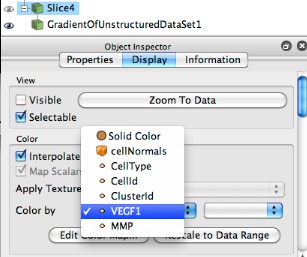 Slice4
GradientOfUnstructuredDataSet1
Object Inspector
Properties Display Information
View
Visible Zoom To Data
Selectable
Color
Solid Color
cellNormals
Interpolate
CellType
Map Scalar
CellId
Apply Texture
ClusterId
Color by VEGF1
MMP
Edit Color Map... Rescale to Data Range